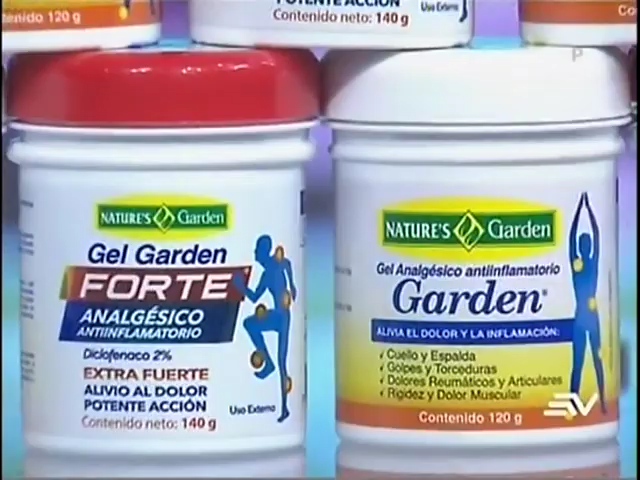 ntenido 120 g
POTENTE ACCIÓN
Contenido neto: 140 g
Uso Externo
Co
P
NATURE'S Garden
Gel Garden
FORTE
ANALGÉSICO
ANTIINFLAMATORIO
Diclofenaco 2%
EXTRA FUERTE
ALIVIO AL DOLOR
POTENTE ACCIÓN
Uso Externo
Contenido neto: 140 g
NATURE'S Garden
Gel Analgésico antiinflamatorio
Garden®
ALIVIA EL DOLOR Y LA INFLAMACIÓN:
✓ Cuello y Espalda
✓ Golpes y Torceduras
✓ Dolores Reumáticos y Articulares
✓ Rigidez y Dolor Muscular
Contenido 120 g